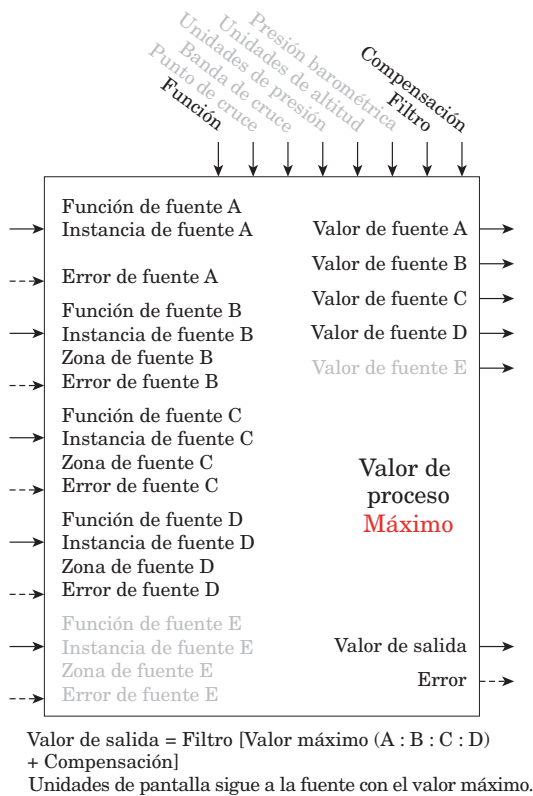 Función
Punto de cruce
Banda de cruce
Unidades de presión
Unidades de altitud
Presión barométrica
Filtro
Compensación
Función de fuente A
Instancia de fuente A
Error de fuente A
Función de fuente B
Instancia de fuente B
Zona de fuente B
Error de fuente B
Función de fuente C
Instancia de fuente C
Zona de fuente C
Error de fuente C
Función de fuente D
Instancia de fuente D
Zona de fuente D
Error de fuente D
Función de fuente E
Instancia de fuente E
Zona de fuente E
Error de fuente E
Valor de fuente A
Valor de fuente B
Valor de fuente C
Valor de fuente D
Valor de fuente E
Valor de
proceso
Máximo
Valor de salida
Error
Valor de salida = Filtro [Valor máximo (A : B : C : D)
+ Compensación]
Unidades de pantalla sigue a la fuente con el valor máximo.